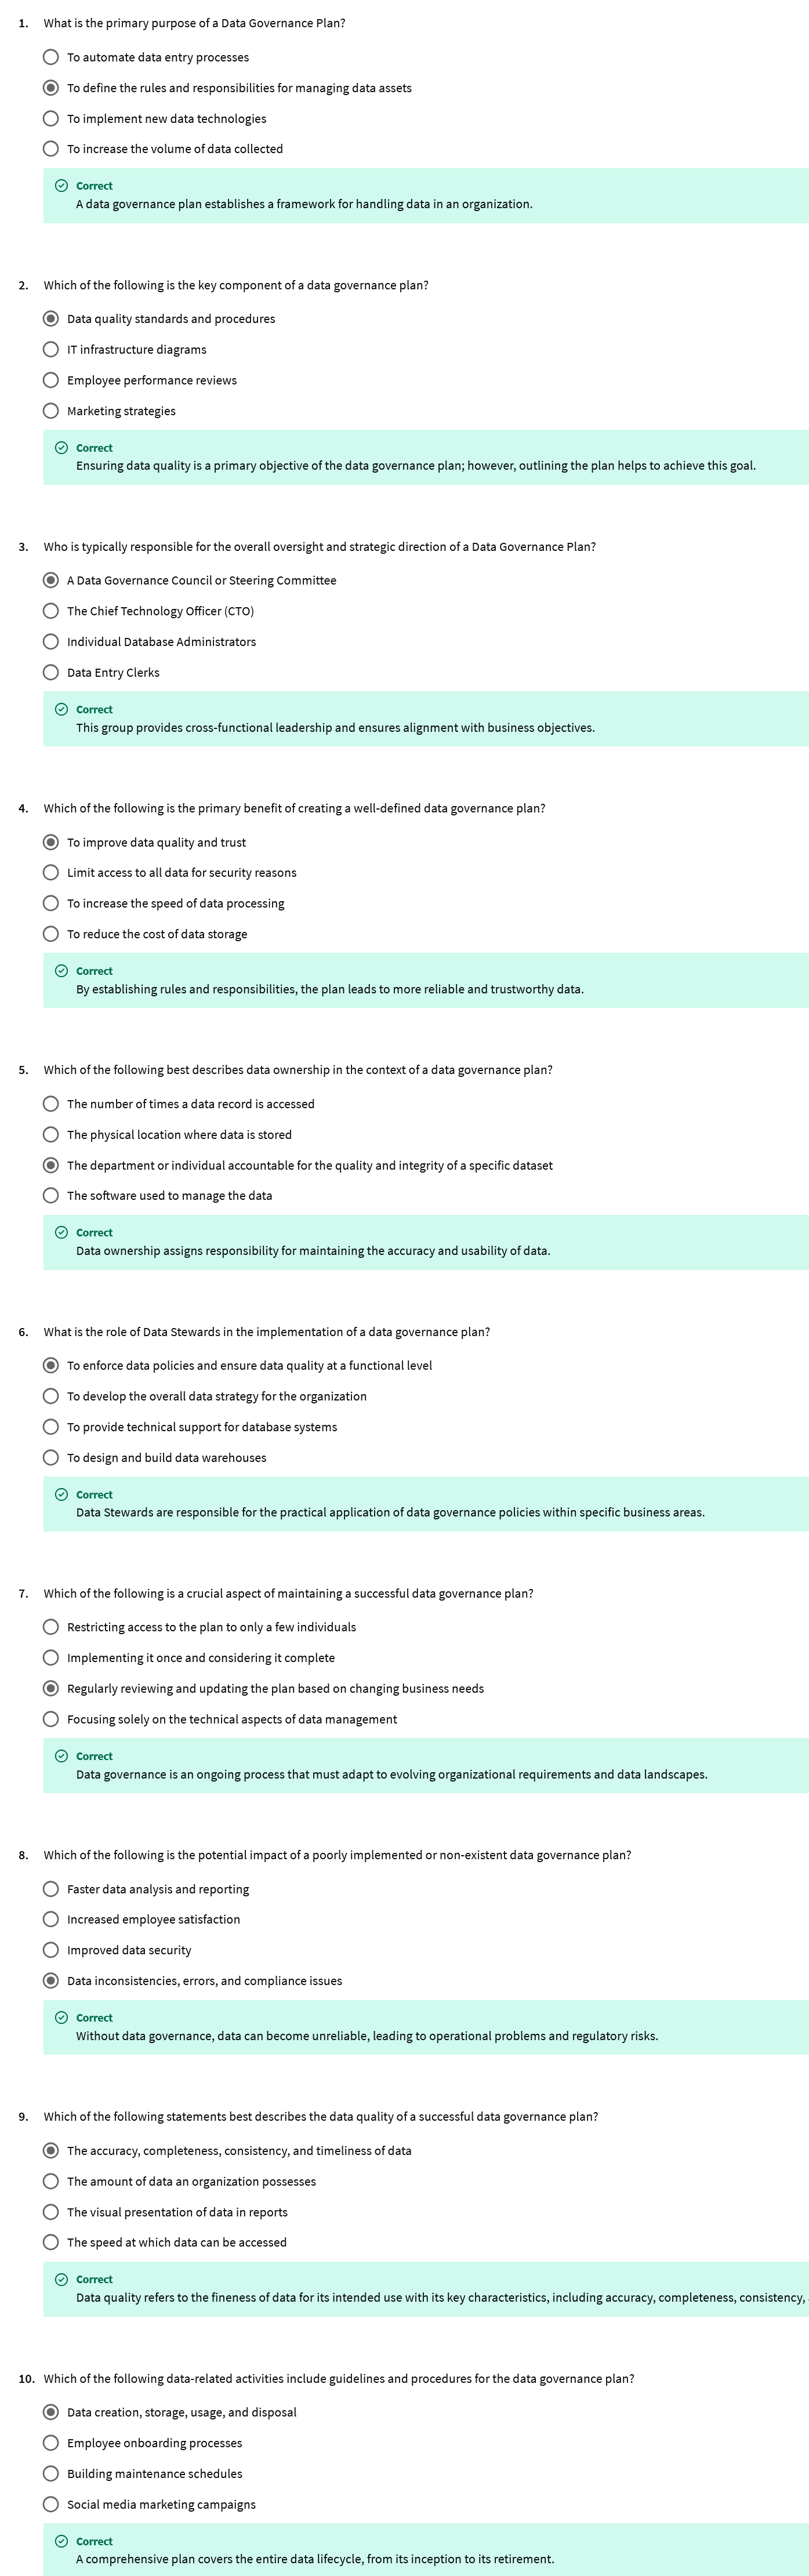 1. What is the primary purpose of a Data Governance Plan?
To automate data entry processes
To define the rules and responsibilities for managing data assets
To implement new data technologies
To increase the volume of data collected
Correct
A data governance plan establishes a framework for handling data in an organization.
2. Which of the following is the key component of a data governance plan?
Data quality standards and procedures
IT infrastructure diagrams
Employee performance reviews
Marketing strategies
Correct
Ensuring data quality is a primary objective of the data governance plan; however, outlining the plan helps to achieve this goal.
3. Who is typically responsible for the overall oversight and strategic direction of a Data Governance Plan?
A Data Governance Council or Steering Committee
The Chief Technology Officer (CTO)
Individual Database Administrators
Data Entry Clerks
Correct
This group provides cross-functional leadership and ensures alignment with business objectives.
4. Which of the following is the primary benefit of creating a well-defined data governance plan?
To improve data quality and trust
Limit access to all data for security reasons
To increase the speed of data processing
To reduce the cost of data storage
Correct
By establishing rules and responsibilities, the plan leads to more reliable and trustworthy data.
5. Which of the following best describes data ownership in the context of a data governance plan?
The number of times a data record is accessed
The physical location where data is stored
The department or individual accountable for the quality and integrity of a specific dataset
The software used to manage the data
Correct
Data ownership assigns responsibility for maintaining the accuracy and usability of data.
6. What is the role of Data Stewards in the implementation of a data governance plan?
To enforce data policies and ensure data quality at a functional level
To develop the overall data strategy for the organization
To provide technical support for database systems
To design and build data warehouses
Correct
Data Stewards are responsible for the practical application of data governance policies within specific business areas.
7. Which of the following is a crucial aspect of maintaining a successful data governance plan?
Restricting access to the plan to only a few individuals
Implementing it once and considering it complete
Regularly reviewing and updating the plan based on changing business needs
Focusing solely on the technical aspects of data management
Correct
Data governance is an ongoing process that must adapt to evolving organizational requirements and data landscapes.
8. Which of the following is the potential impact of a poorly implemented or non-existent data governance plan?
Faster data analysis and reporting
Increased employee satisfaction
Improved data security
Data inconsistencies, errors, and compliance issues
Correct
Without data governance, data can become unreliable, leading to operational problems and regulatory risks.
9. Which of the following statements best describes the data quality of a successful data governance plan?
The accuracy, completeness, consistency, and timeliness of data
The amount of data an organization possesses
The visual presentation of data in reports
The speed at which data can be accessed
Correct
Data quality refers to the fineness of data for its intended use with its key characteristics, including accuracy, completeness, consistency,
10. Which of the following data-related activities include guidelines and procedures for the data governance plan?
Data creation, storage, usage, and disposal
Employee onboarding processes
Building maintenance schedules
Social media marketing campaigns
Correct
A comprehensive plan covers the entire data lifecycle, from its inception to its retirement.